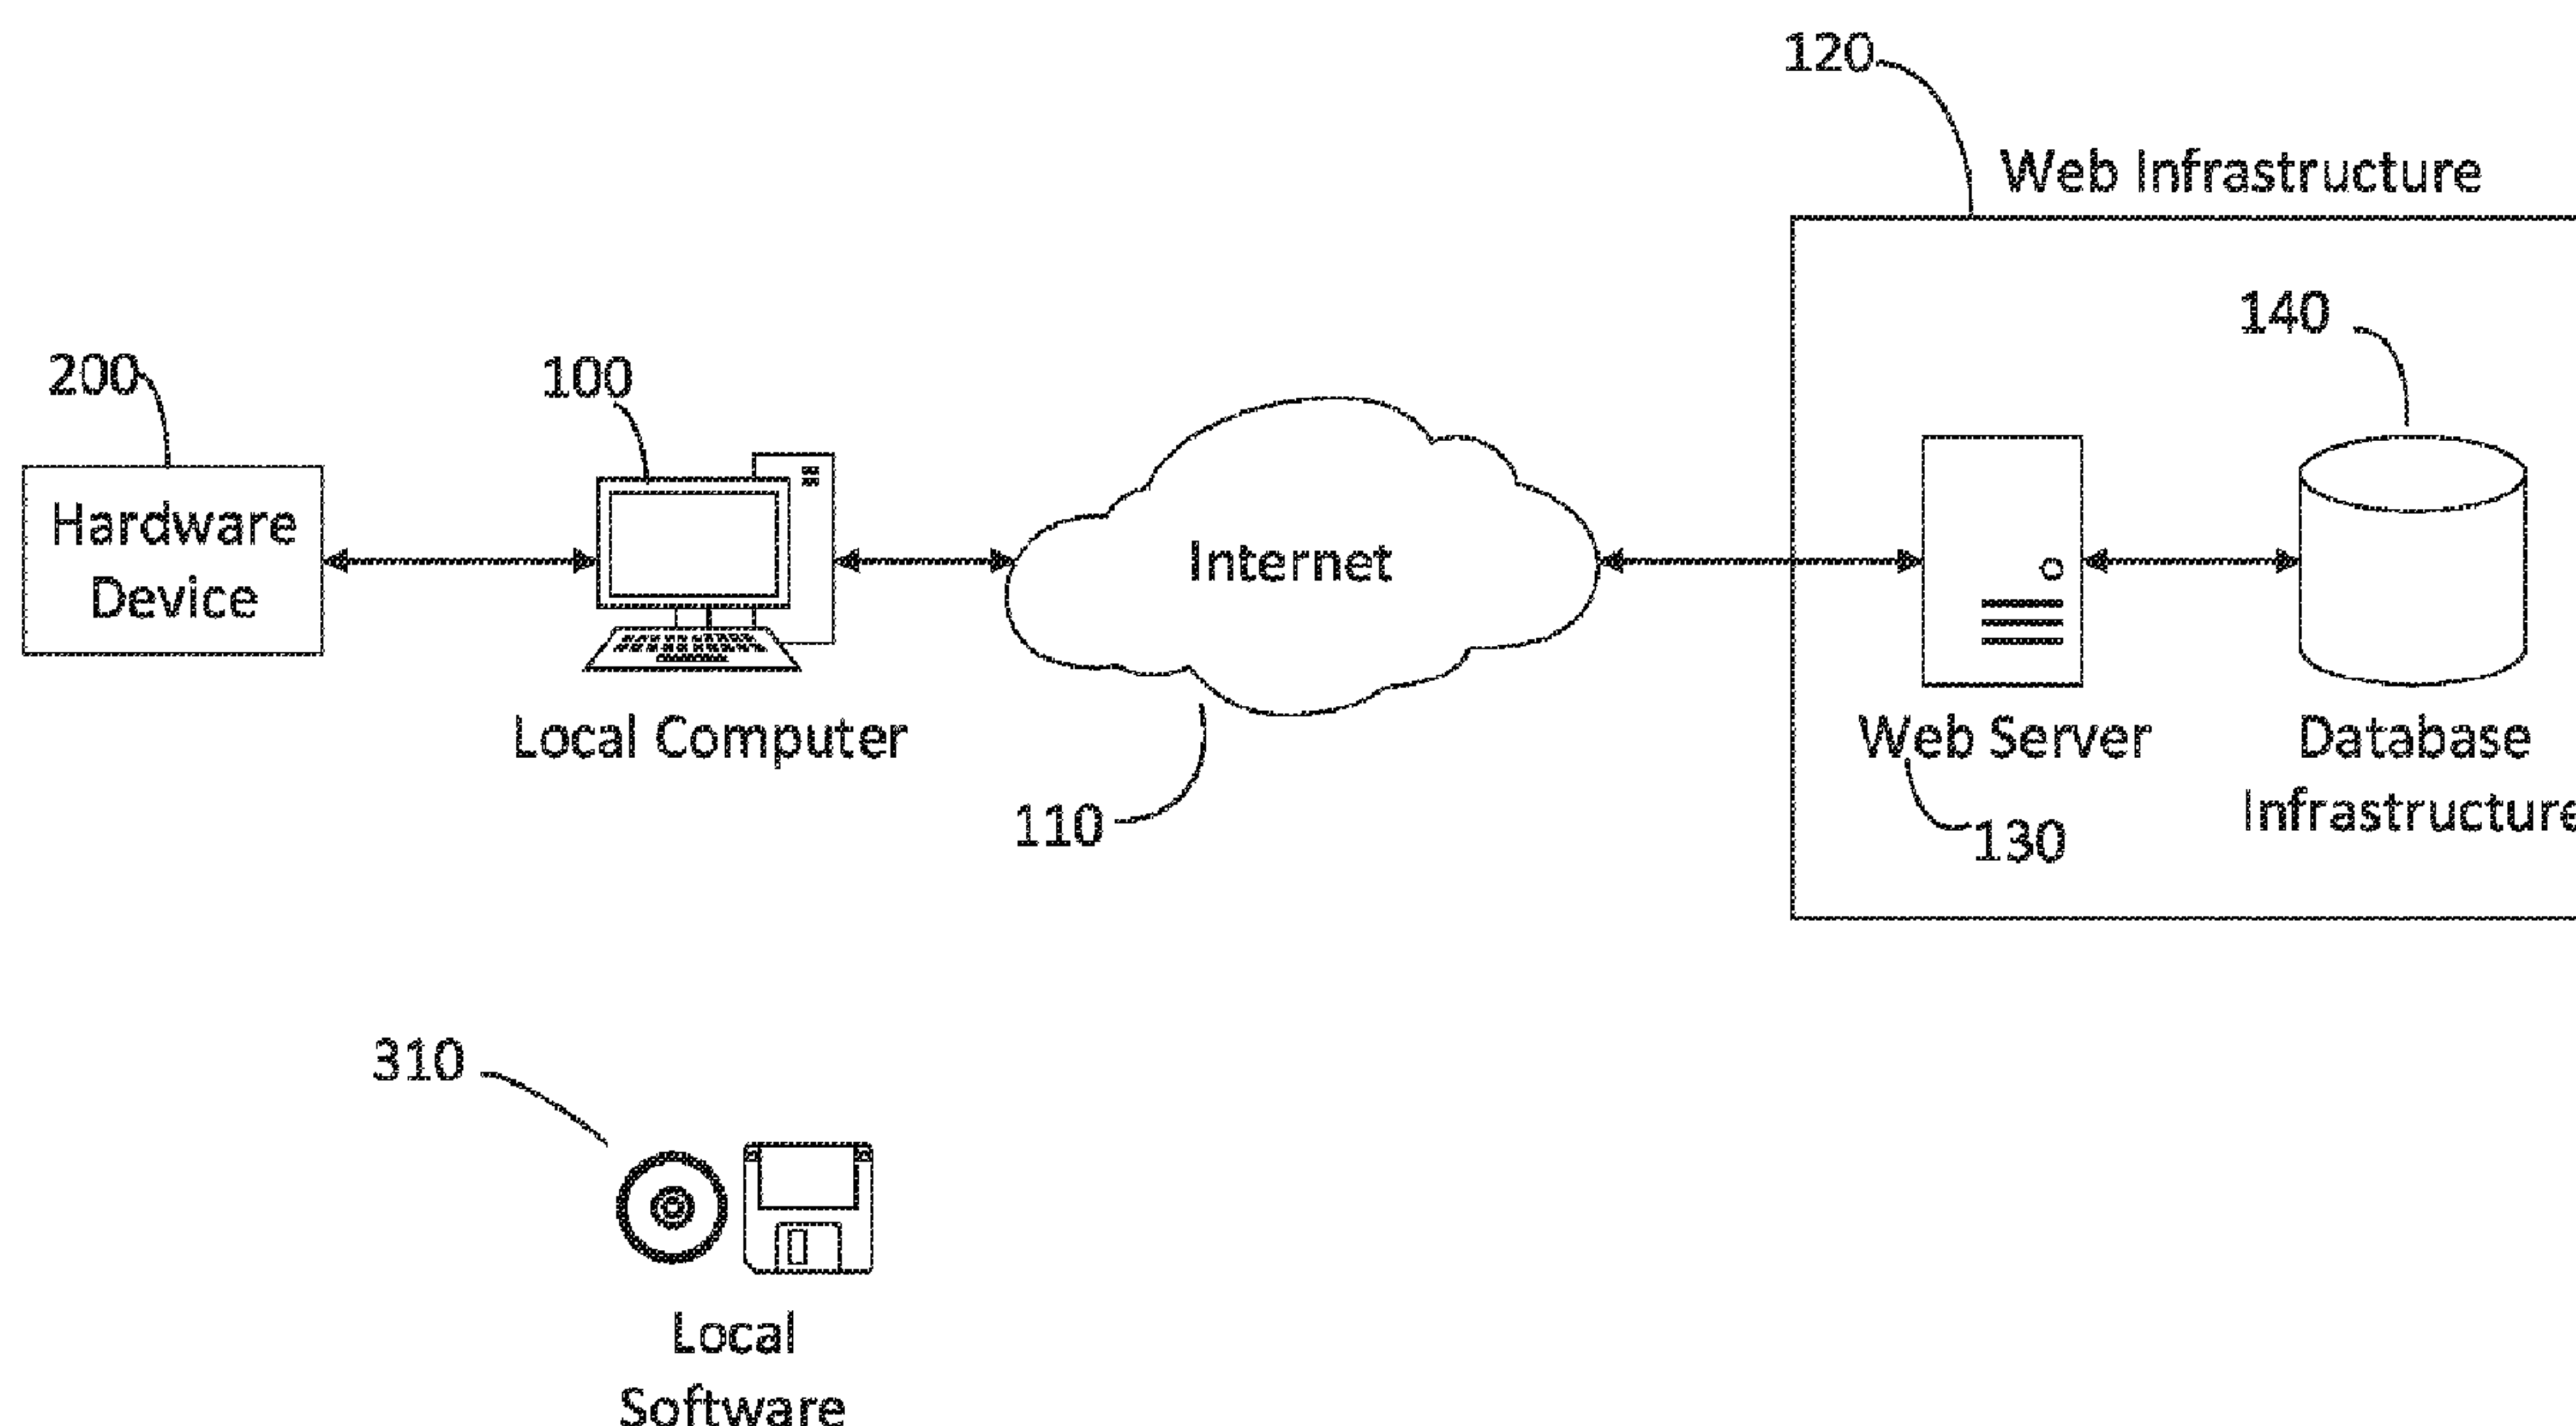 120
Web Infrastructure
140
200
100
Hardware
Device
Internet
Local Computer
Web Server
Database
Infrastructure
110
130
310
Local
Software